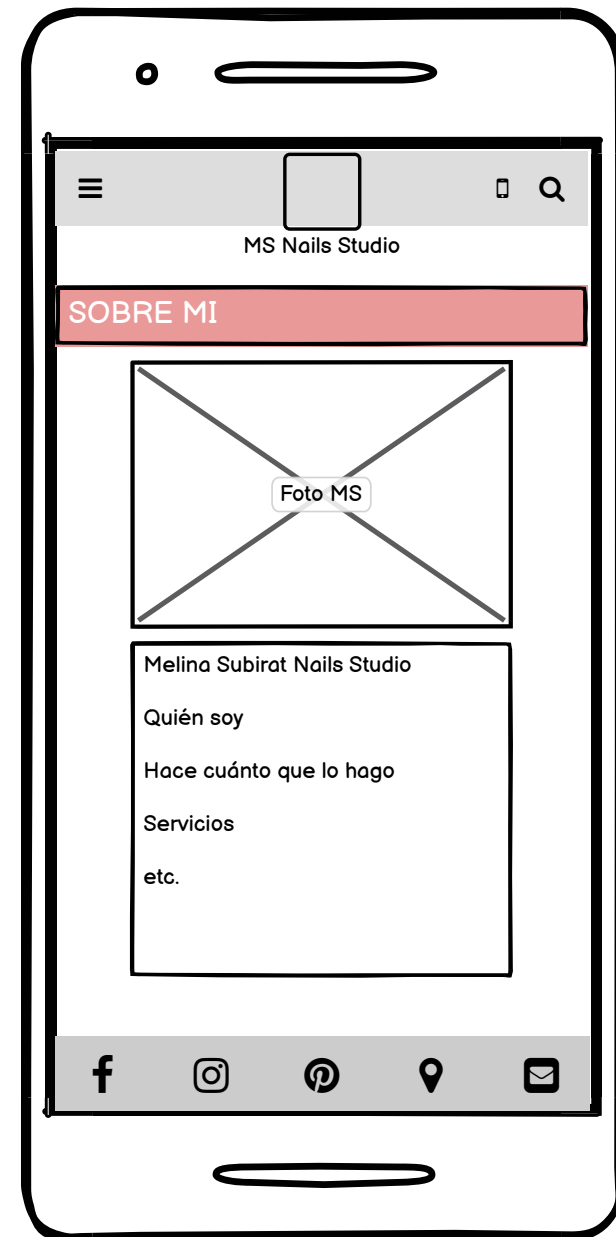 MS Nails Studio
SOBRE MI
Foto MS
Melina Subirat Nails Studio
Quién soy
Hace cuánto que lo hago
Servicios
etc.